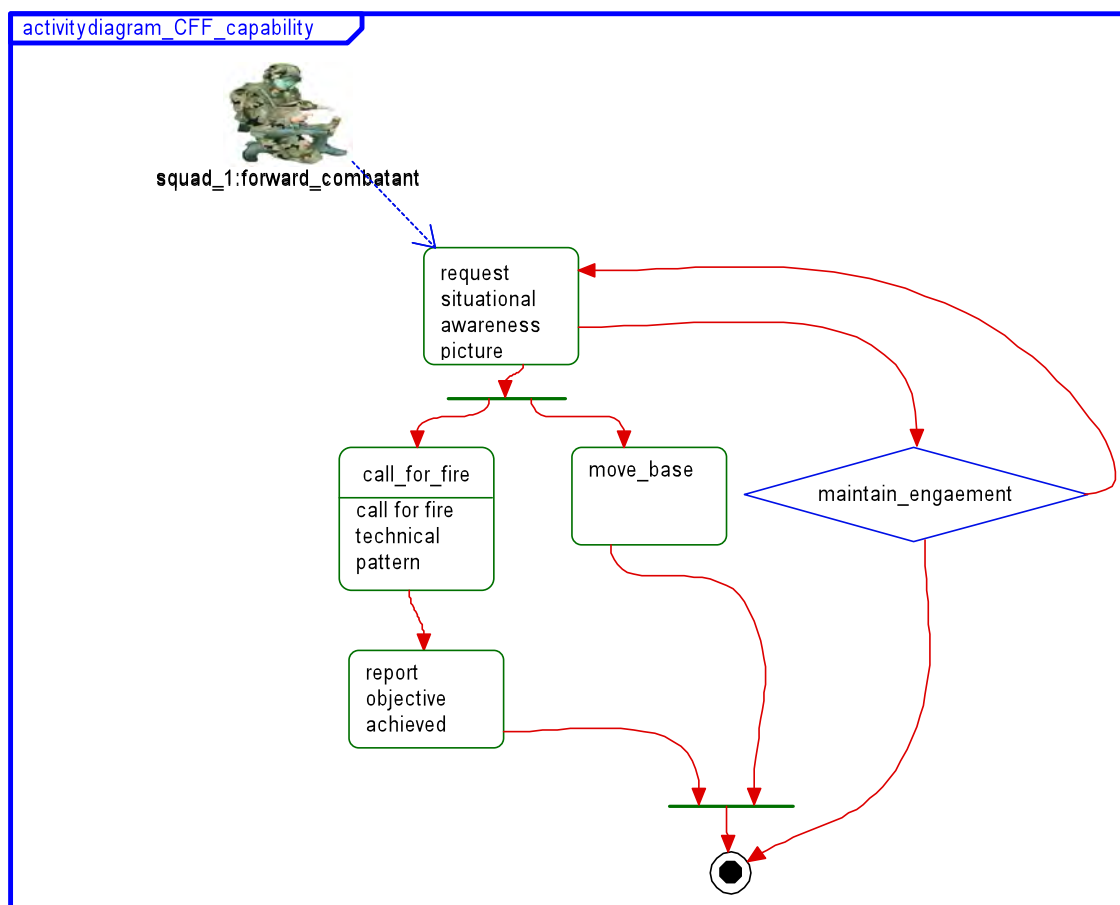 activitydiagram_CFF_capability
squad_1:forward_combatant
request
situational
awareness
picture
call_for_fire
call for fire
technical
pattern
move_base
maintain_engaement
report
objective
achieved